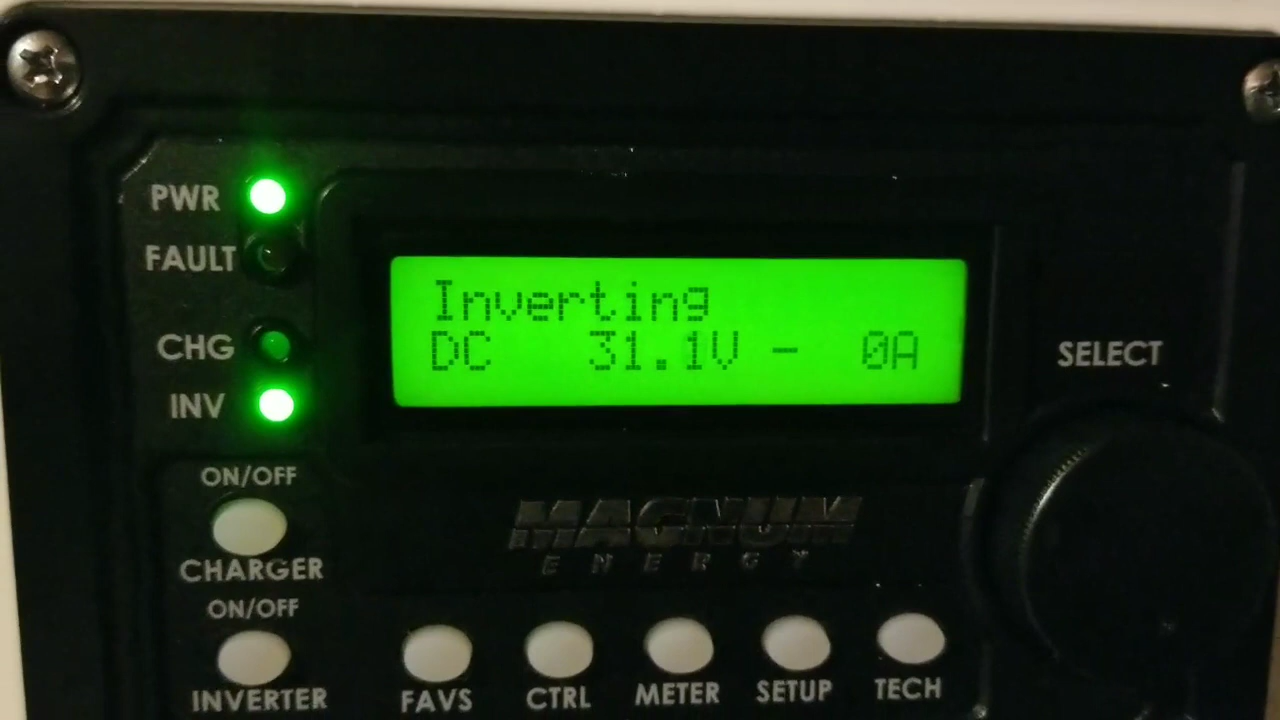 PWR
FAULT
Inverting
DC 31.1V - 0A
CHG
SELECT
INV
ON/OFF
MAGNUM
ENERGY
CHARGER
ON/OFF
INVERTER
FAVS
CTRL
METER
SETUP
TECH